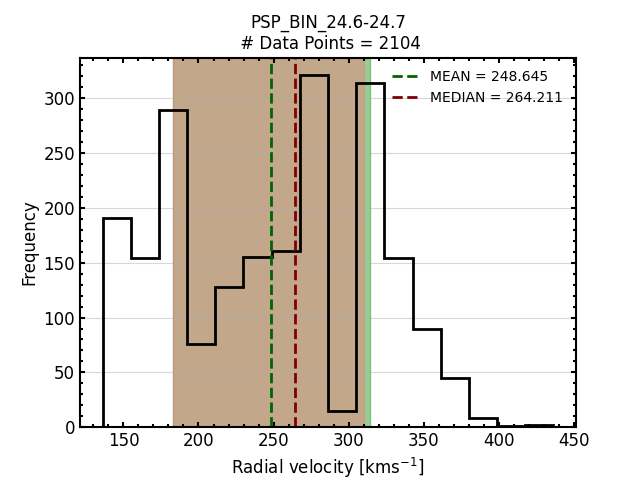 PSP_BIN_24.6-24.7
# Data Points = 2104
MEAN = 248.645
MEDIAN = 264.211
Frequency
300
250
200
150
100
50
0
150 200 250 300 350 400 450
Radial velocity [kms⁻¹]